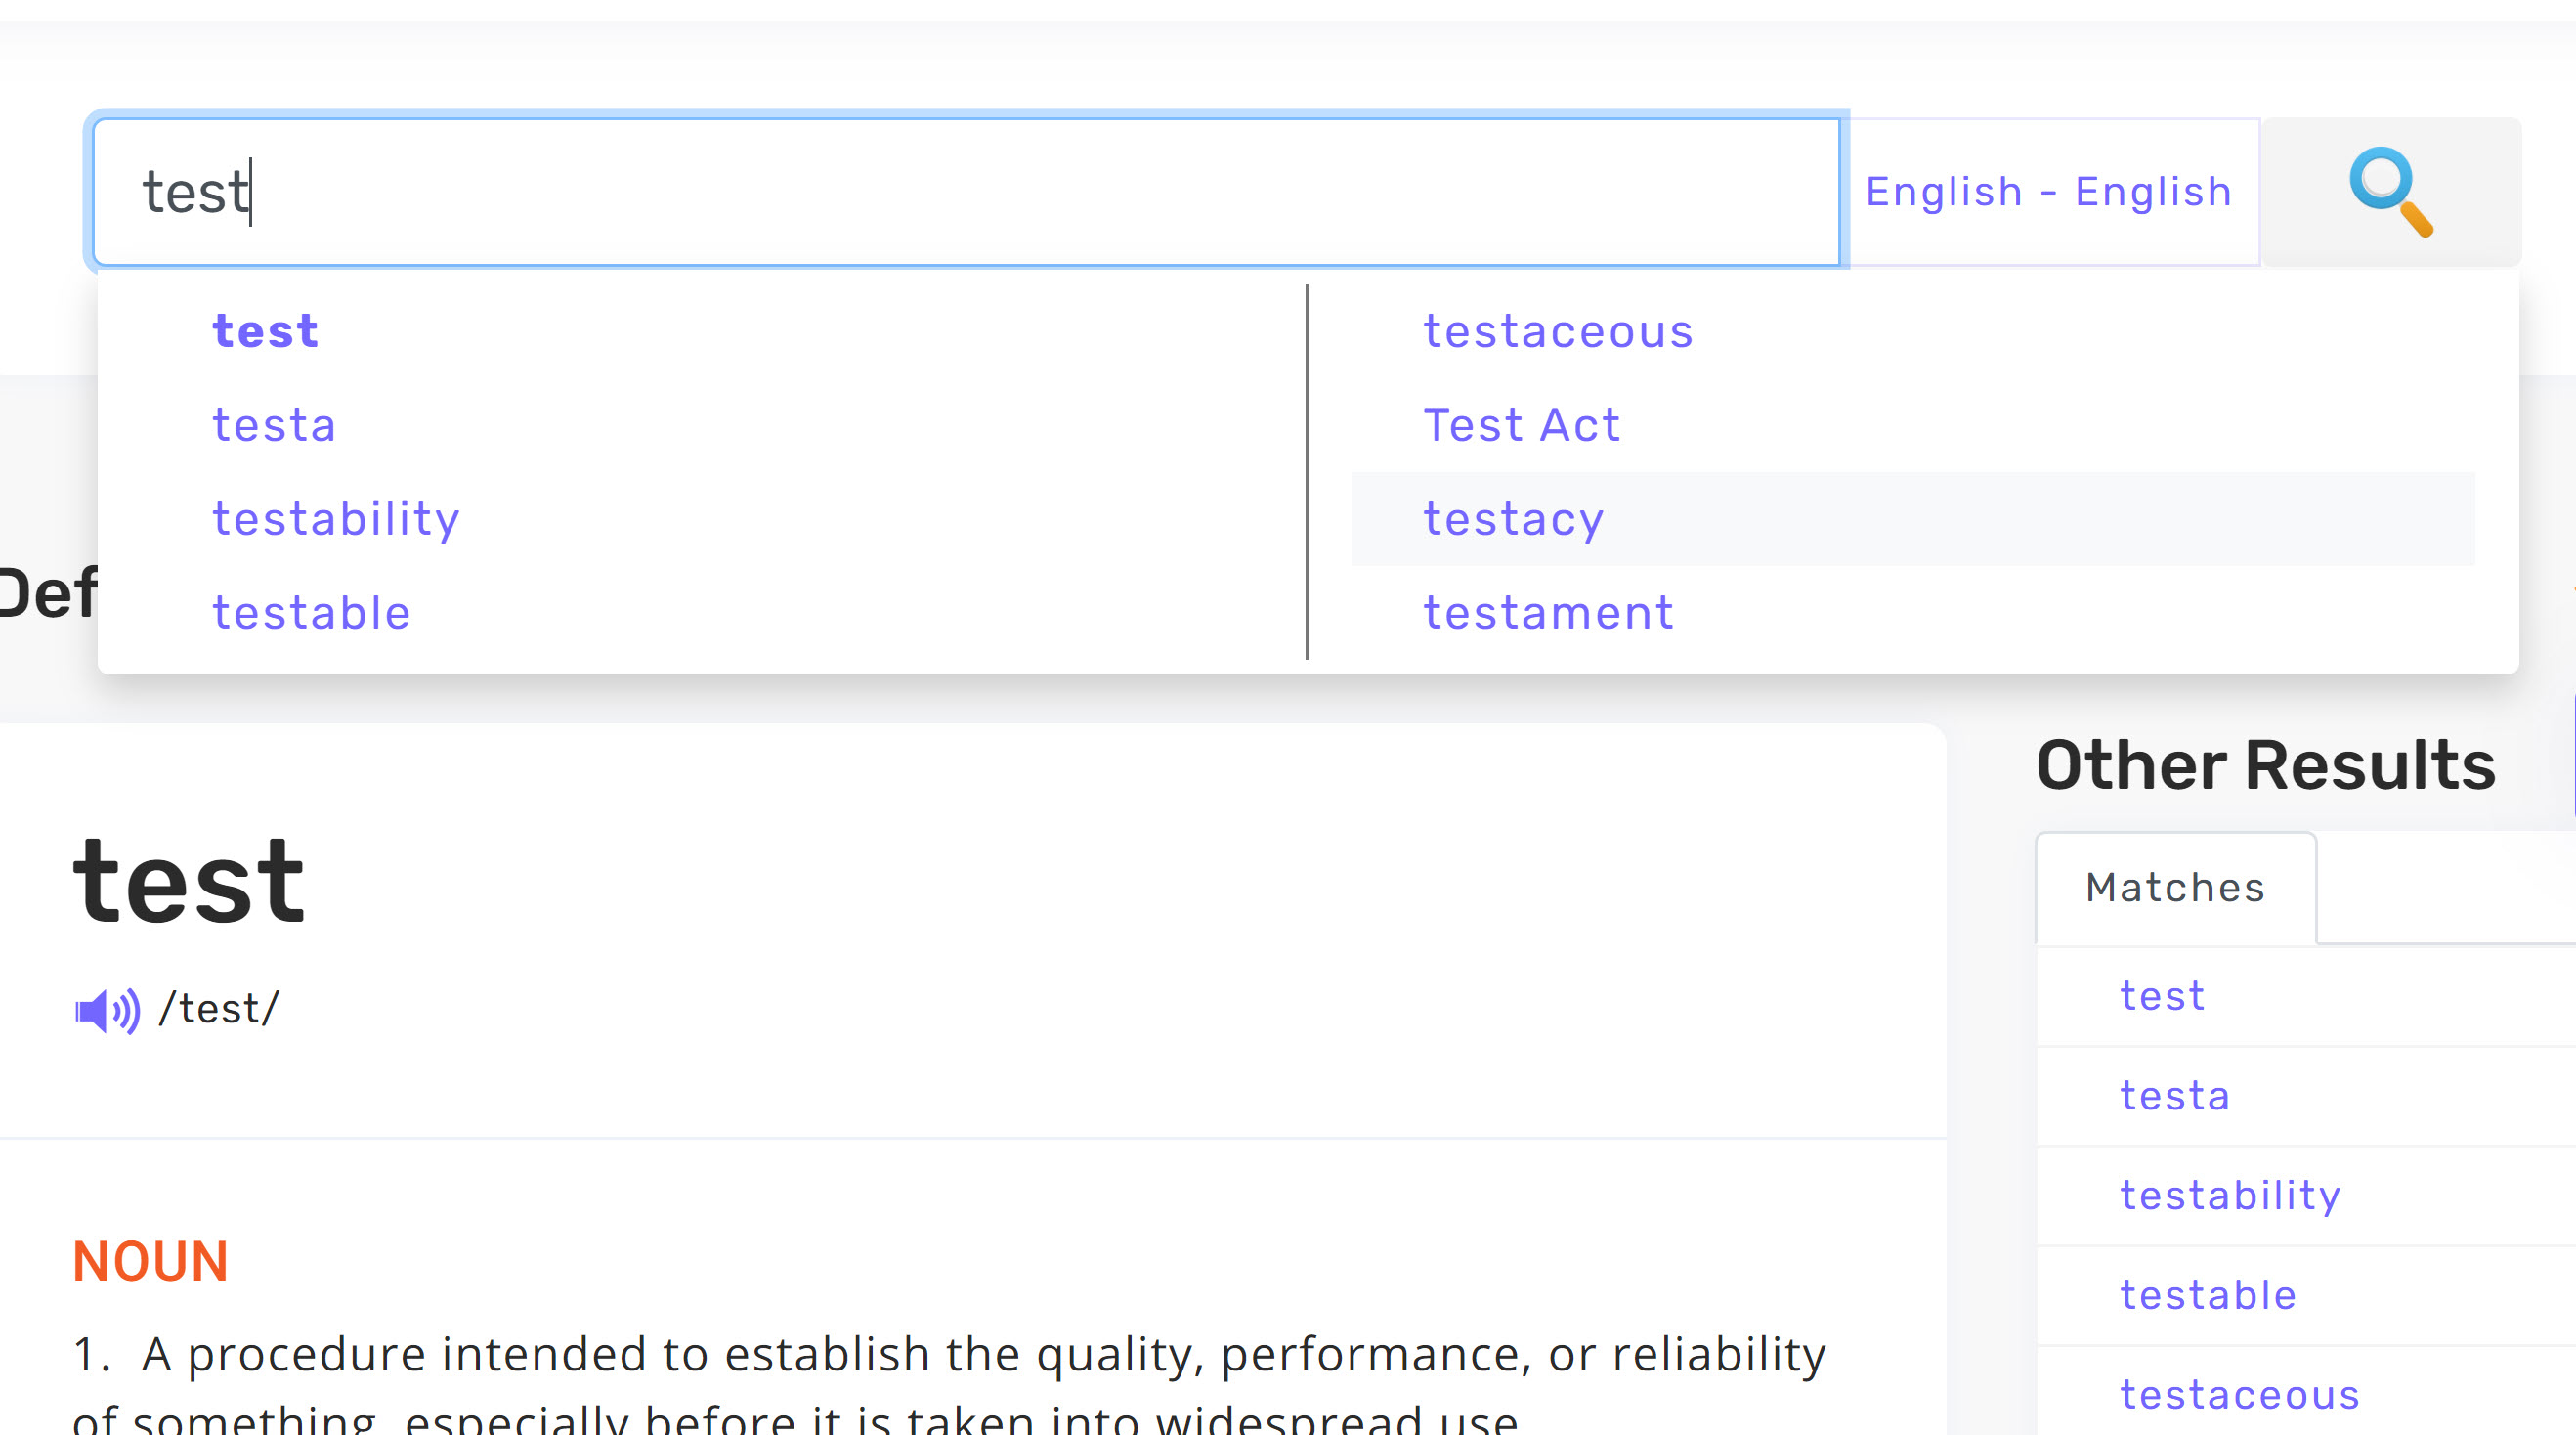 test
English - English
test
testa
testability
testable
testaceous
Test Act
testacy
testament
Def
test
/test/
NOUN
1. A procedure intended to establish the quality, performance, or reliability
of something, especially before it is taken into widespread use
Other Results
Matches
test
testa
testability
testable
testaceous